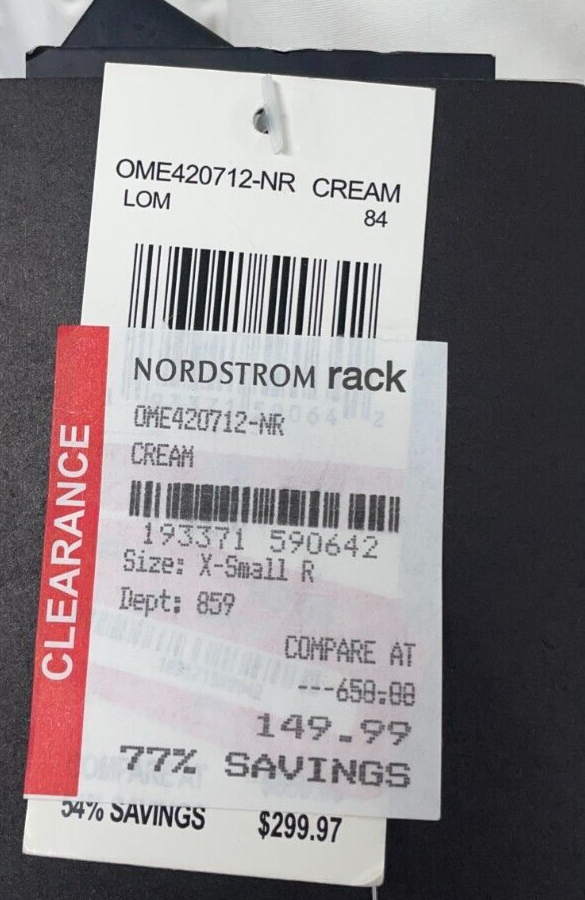 OME420712-NR CREAM
LOM 84
NORDSTROM rack
OME420712-NR
CREAM
193371 590642
Size: X-Small R
Dept: 859
COMPARE AT
---650.00
149.99
77% SAVINGS
CLEARANCE
54% SAVINGS $299.97